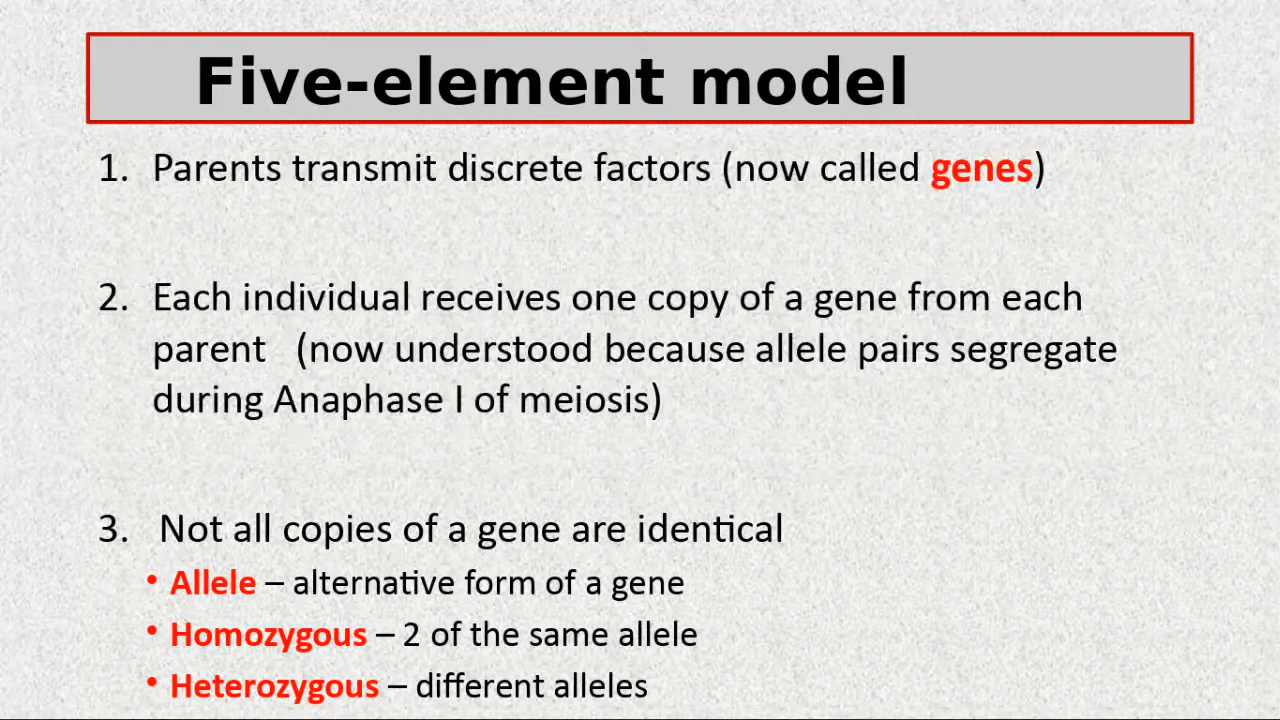 Five-element model
1. Parents transmit discrete factors (now called genes)
2. Each individual receives one copy of a gene from each
parent (now understood because allele pairs segregate
during Anaphase I of meiosis)
3. Not all copies of a gene are identical
• Allele – alternative form of a gene
• Homozygous – 2 of the same allele
• Heterozygous – different alleles